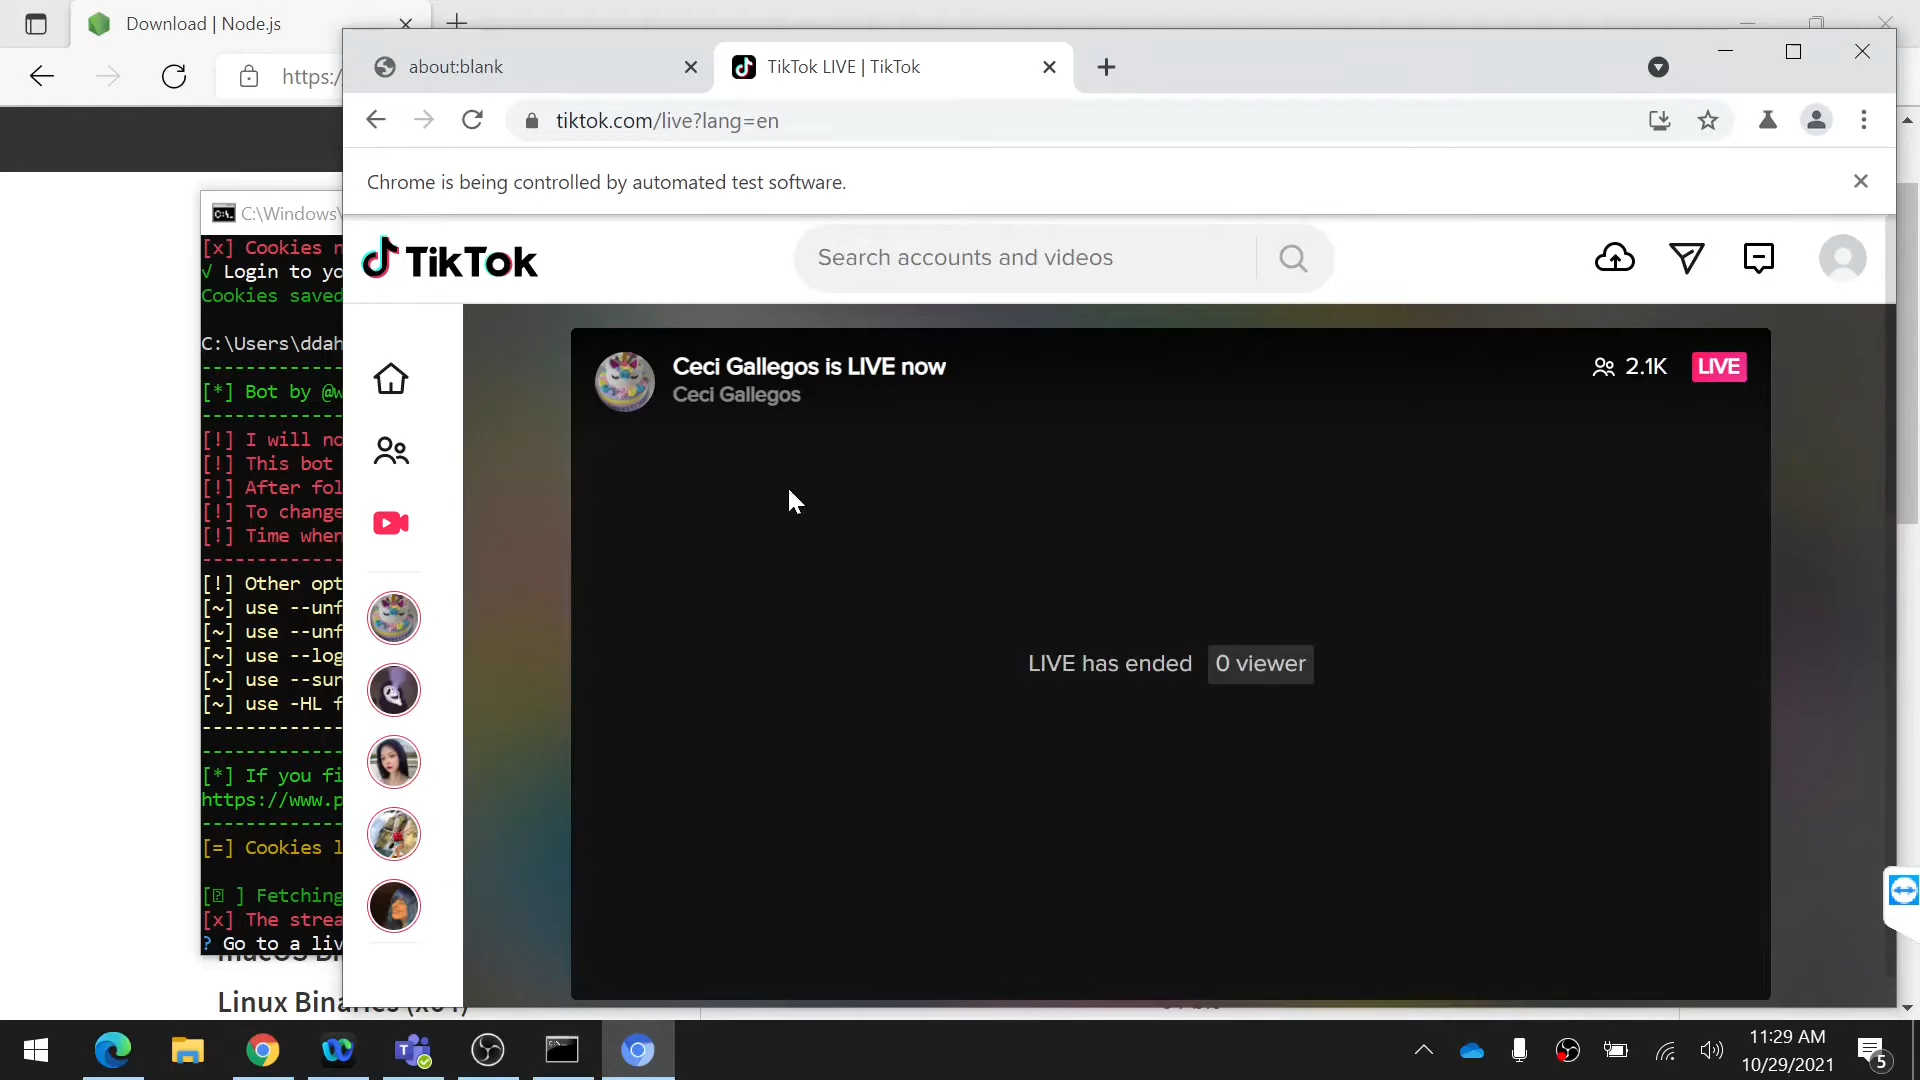 Download | Node.js
https:/
about:blank
TikTok LIVE | TikTok
tiktok.com/live?lang=en
Chrome is being controlled by automated test software.
C:\Windows\
[x] Cookies n
√ Login to yo
Cookies saved
C:\Users\ddah
[*] Bot by @w
[!] I will no
[!] This bot
[!] After fol
[!] To change
[!] Time when
[!] Other opt
[~] use --unf
[~] use --unf
[~] use --log
[~] use --sur
[~] use -HL f
[*] If you fi
https://www.p
[=] Cookies l
[ ] Fetching
[x] The strea
? Go to a liv
TikTok
Search accounts and videos
Ceci Gallegos is LIVE now
Ceci Gallegos
2.1K
LIVE
LIVE has ended
0 viewer
Linux Binaries (x64)
11:29 AM
10/29/2021
5